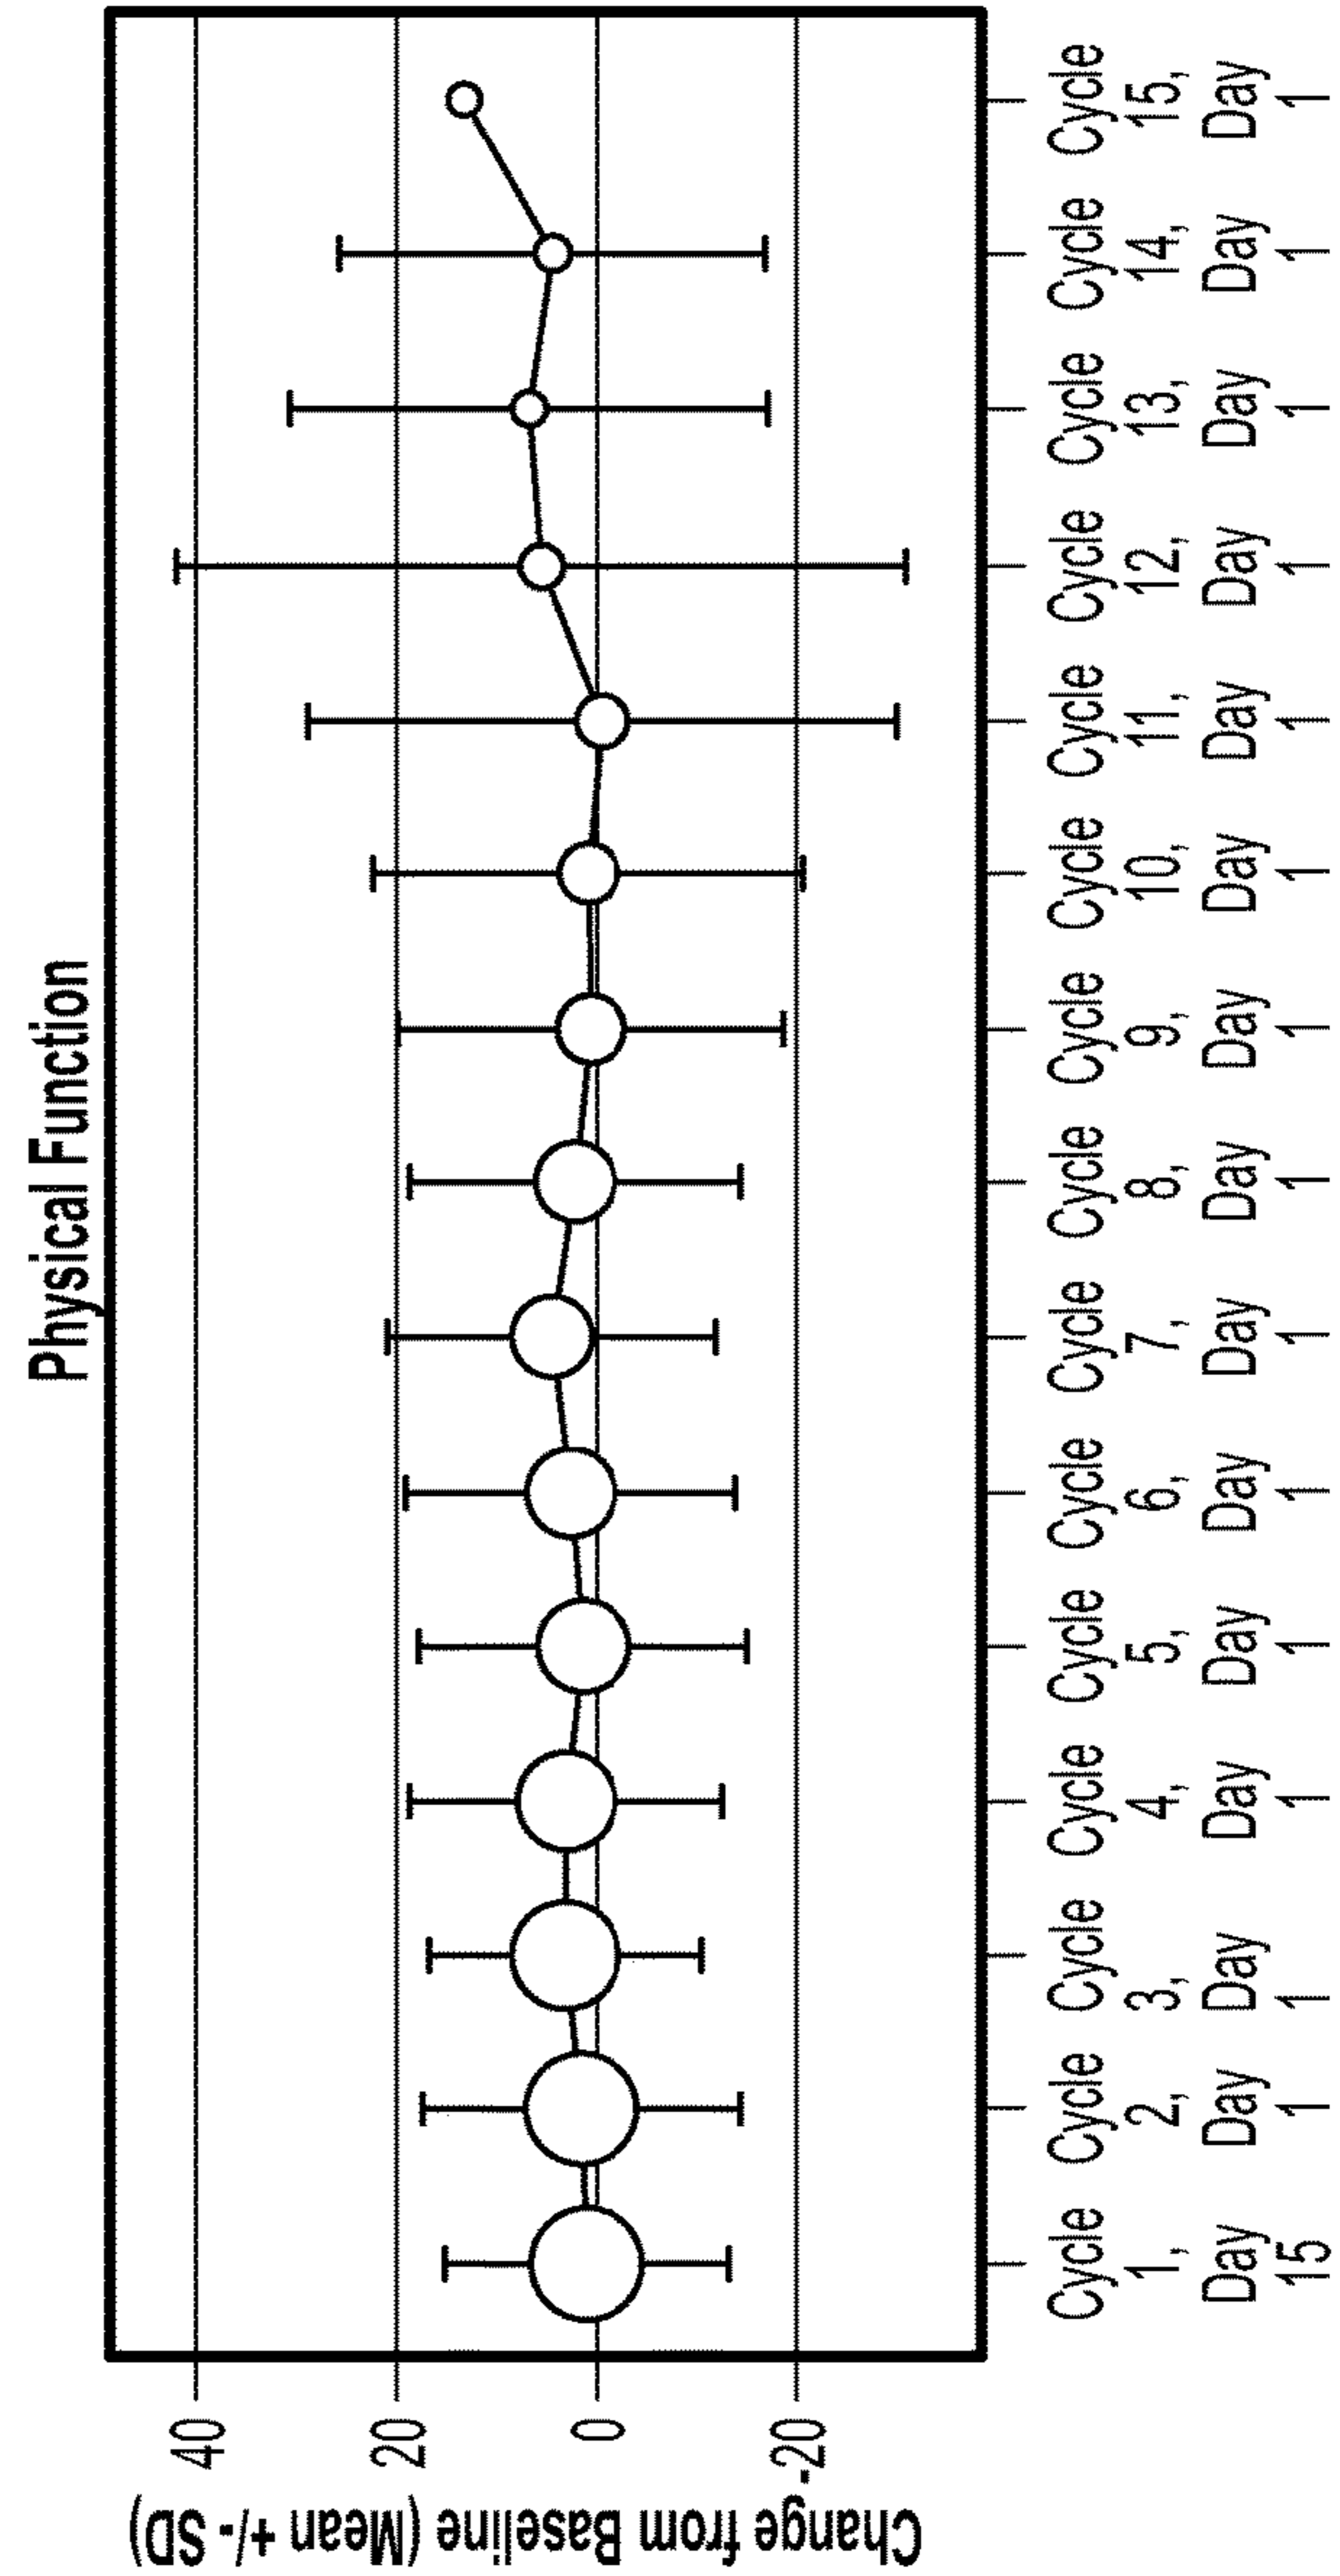 Physical Function
Change from Baseline (Mean +/- SD)
40
20
0
-20
Cycle
1,
Day
15
Cycle
2,
Day
1
Cycle
3,
Day
1
Cycle
4,
Day
1
Cycle
5,
Day
1
Cycle
6,
Day
1
Cycle
7,
Day
1
Cycle
8,
Day
1
Cycle
9,
Day
1
Cycle
10,
Day
1
Cycle
11,
Day
1
Cycle
12,
Day
1
Cycle
13,
Day
1
Cycle
14,
Day
1
Cycle
15,
Day
1